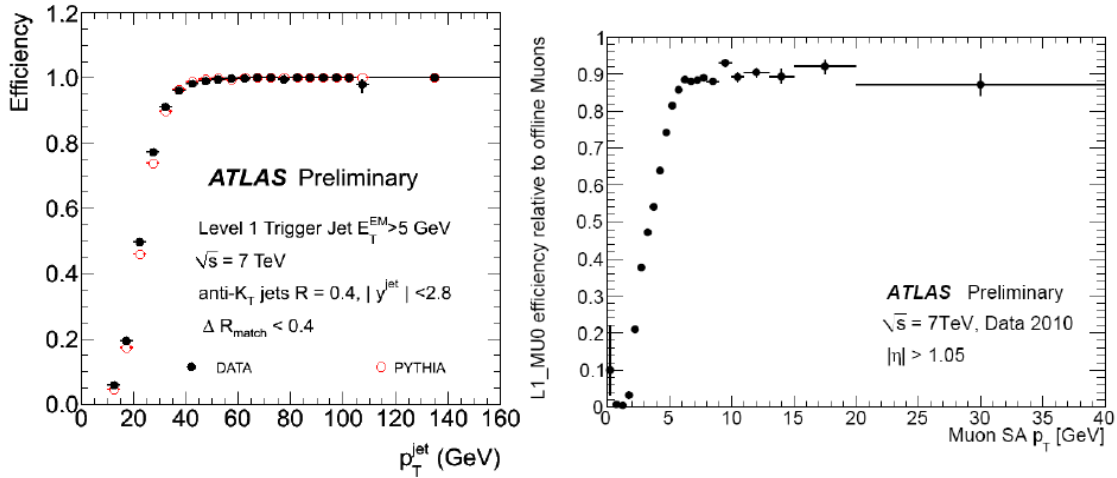 Efficiency
1.2
1.0
0.8
0.6
0.4
0.2
0.0
ATLAS Preliminary
Level 1 Trigger Jet E_T^EM>5 GeV
√s = 7 TeV
anti-K_T jets R = 0.4, | y^jet | <2.8
Δ R_match < 0.4
DATA
PYTHIA
0 20 40 60 80 100 120 140 160
p_T^jet (GeV)
L1_MU0 efficiency relative to offline Muons
1
0.9
0.8
0.7
0.6
0.5
0.4
0.3
0.2
0.1
0
ATLAS Preliminary
√s = 7TeV, Data 2010
|η| > 1.05
0 5 10 15 20 25 30 35 40
Muon SA p_T [GeV]